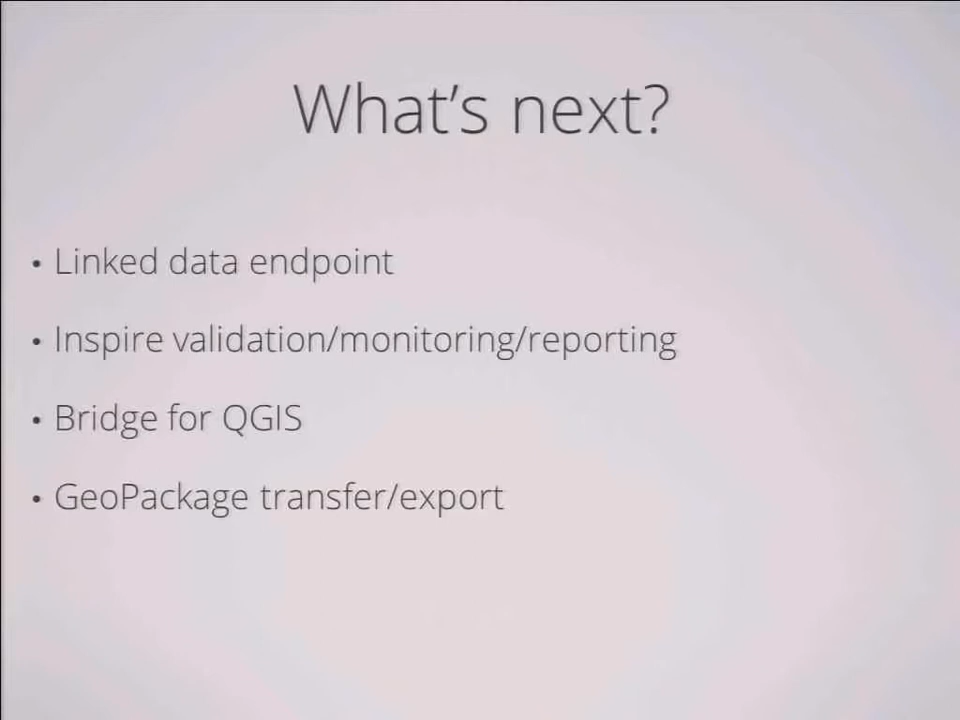 What's next?
• Linked data endpoint
• Inspire validation/monitoring/reporting
• Bridge for QGIS
• GeoPackage transfer/export